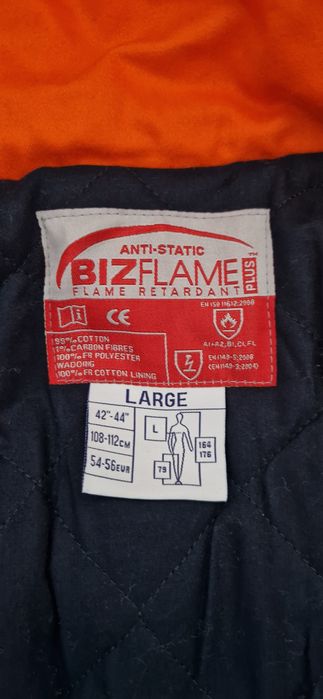 ANTI-STATIC
BIZFLAME PLUS™
FLAME RETARDANT
EN ISO 11612:2008
i CE
A1+A2,B1,C1,F1
99% COTTON
1% CARBON FIBRES
100% FR POLYESTER
WADDING
100% FR COTTON LINING
EN1149-5:2008
(EN1149-3:2004)
LARGE
42"-44"
108-112CM
54-56EUR
L
164
176
79